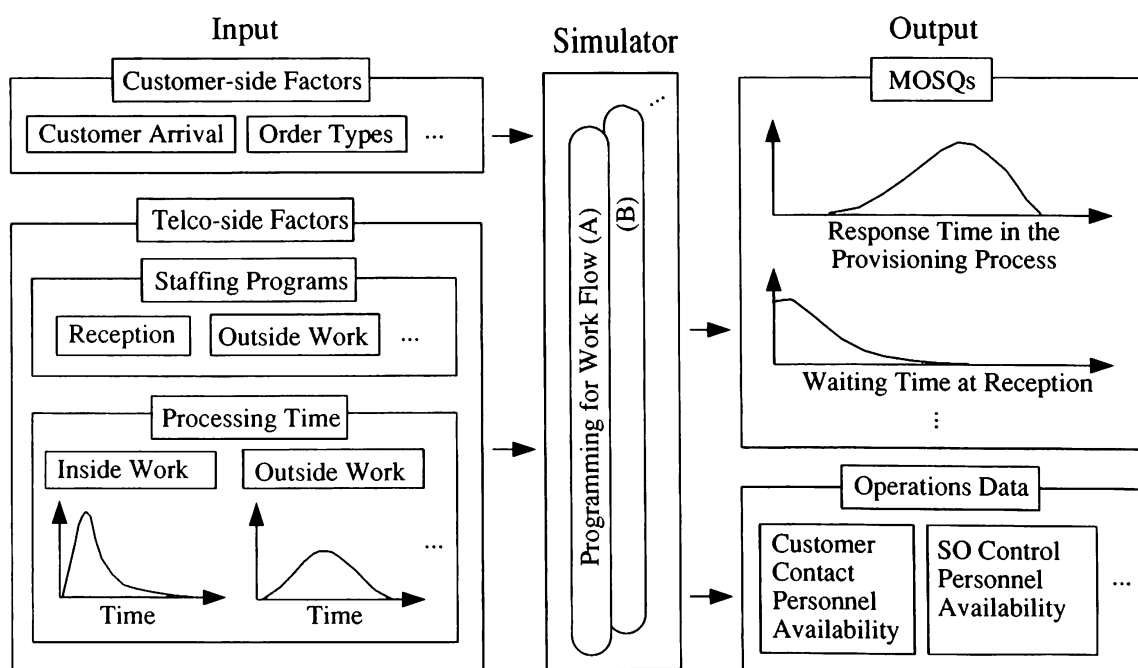 Input
Customer-side Factors
Customer Arrival
Order Types
...
Telco-side Factors
Staffing Programs
Reception
Outside Work
...
Processing Time
Inside Work
Outside Work
...
Time
Time
Simulator
Programming for Work Flow (A)
(B)
...
Output
MOSQs
Response Time in the
Provisioning Process
Waiting Time at Reception
...
Operations Data
Customer
Contact
Personnel
Availability
SO Control
Personnel
Availability
...